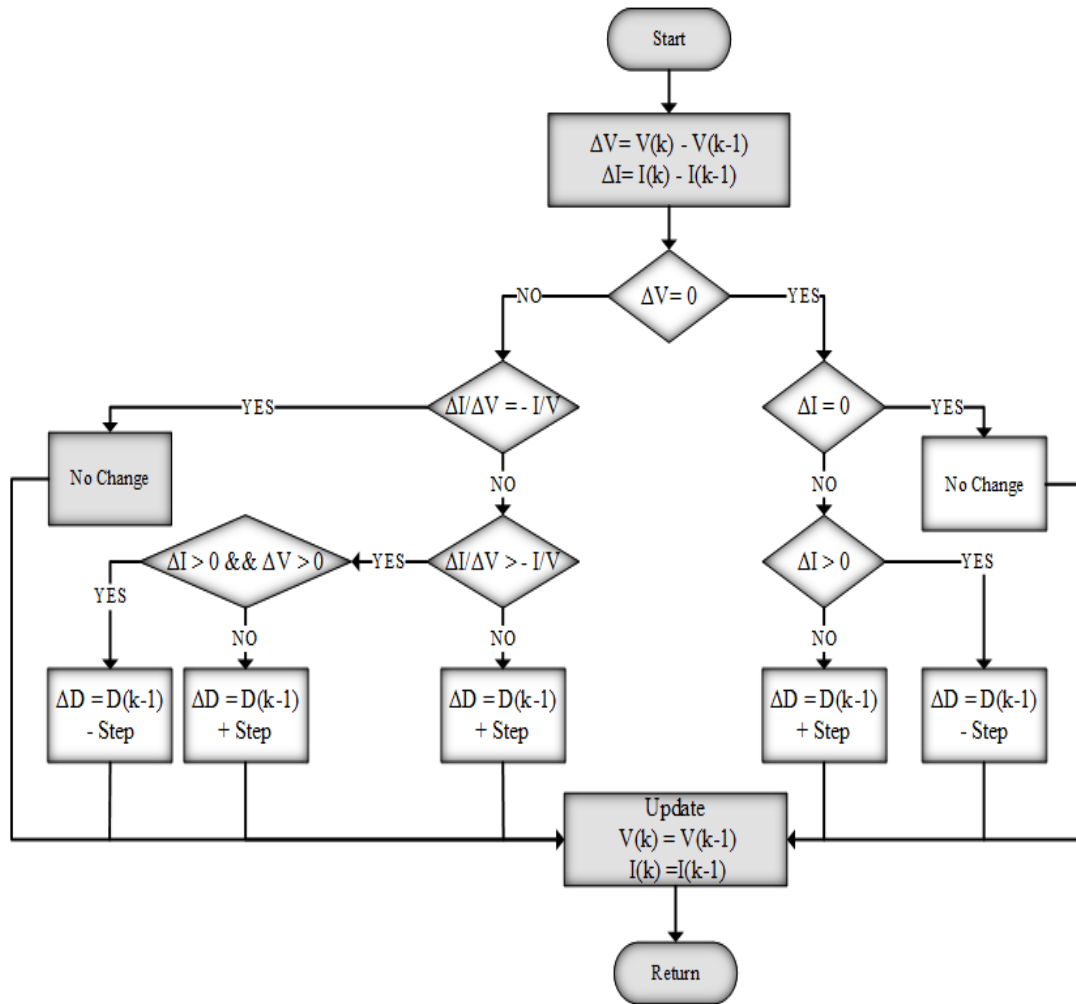 Start
ΔV= V(k) - V(k-1)
ΔI= I(k) - I(k-1)
ΔV= 0
NO
YES
ΔI/ΔV = - I/V
YES
No Change
NO
ΔI = 0
YES
No Change
NO
ΔI/ΔV > - I/V
YES
ΔI > 0 && ΔV > 0
YES
NO
NO
ΔI > 0
YES
NO
ΔD = D(k-1)
- Step
ΔD = D(k-1)
+ Step
ΔD = D(k-1)
+ Step
ΔD = D(k-1)
+ Step
ΔD = D(k-1)
- Step
Update
V(k) = V(k-1)
I(k) =I(k-1)
Return